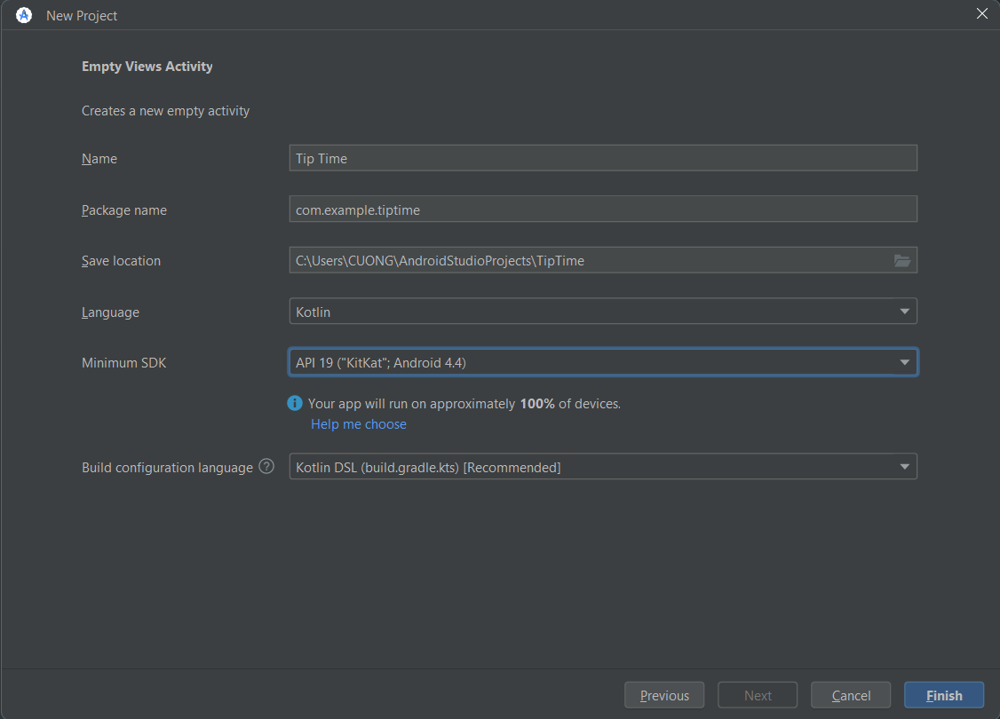 New Project
Empty Views Activity
Creates a new empty activity
Name Tip Time
Package name com.example.tiptime
Save location C:\Users\CUONG\AndroidStudioProjects\TipTime
Language Kotlin
Minimum SDK API 19 ("KitKat"; Android 4.4)
Your app will run on approximately 100% of devices.
Help me choose
Build configuration language Kotlin DSL (build.gradle.kts) [Recommended]
Previous Next Cancel Finish